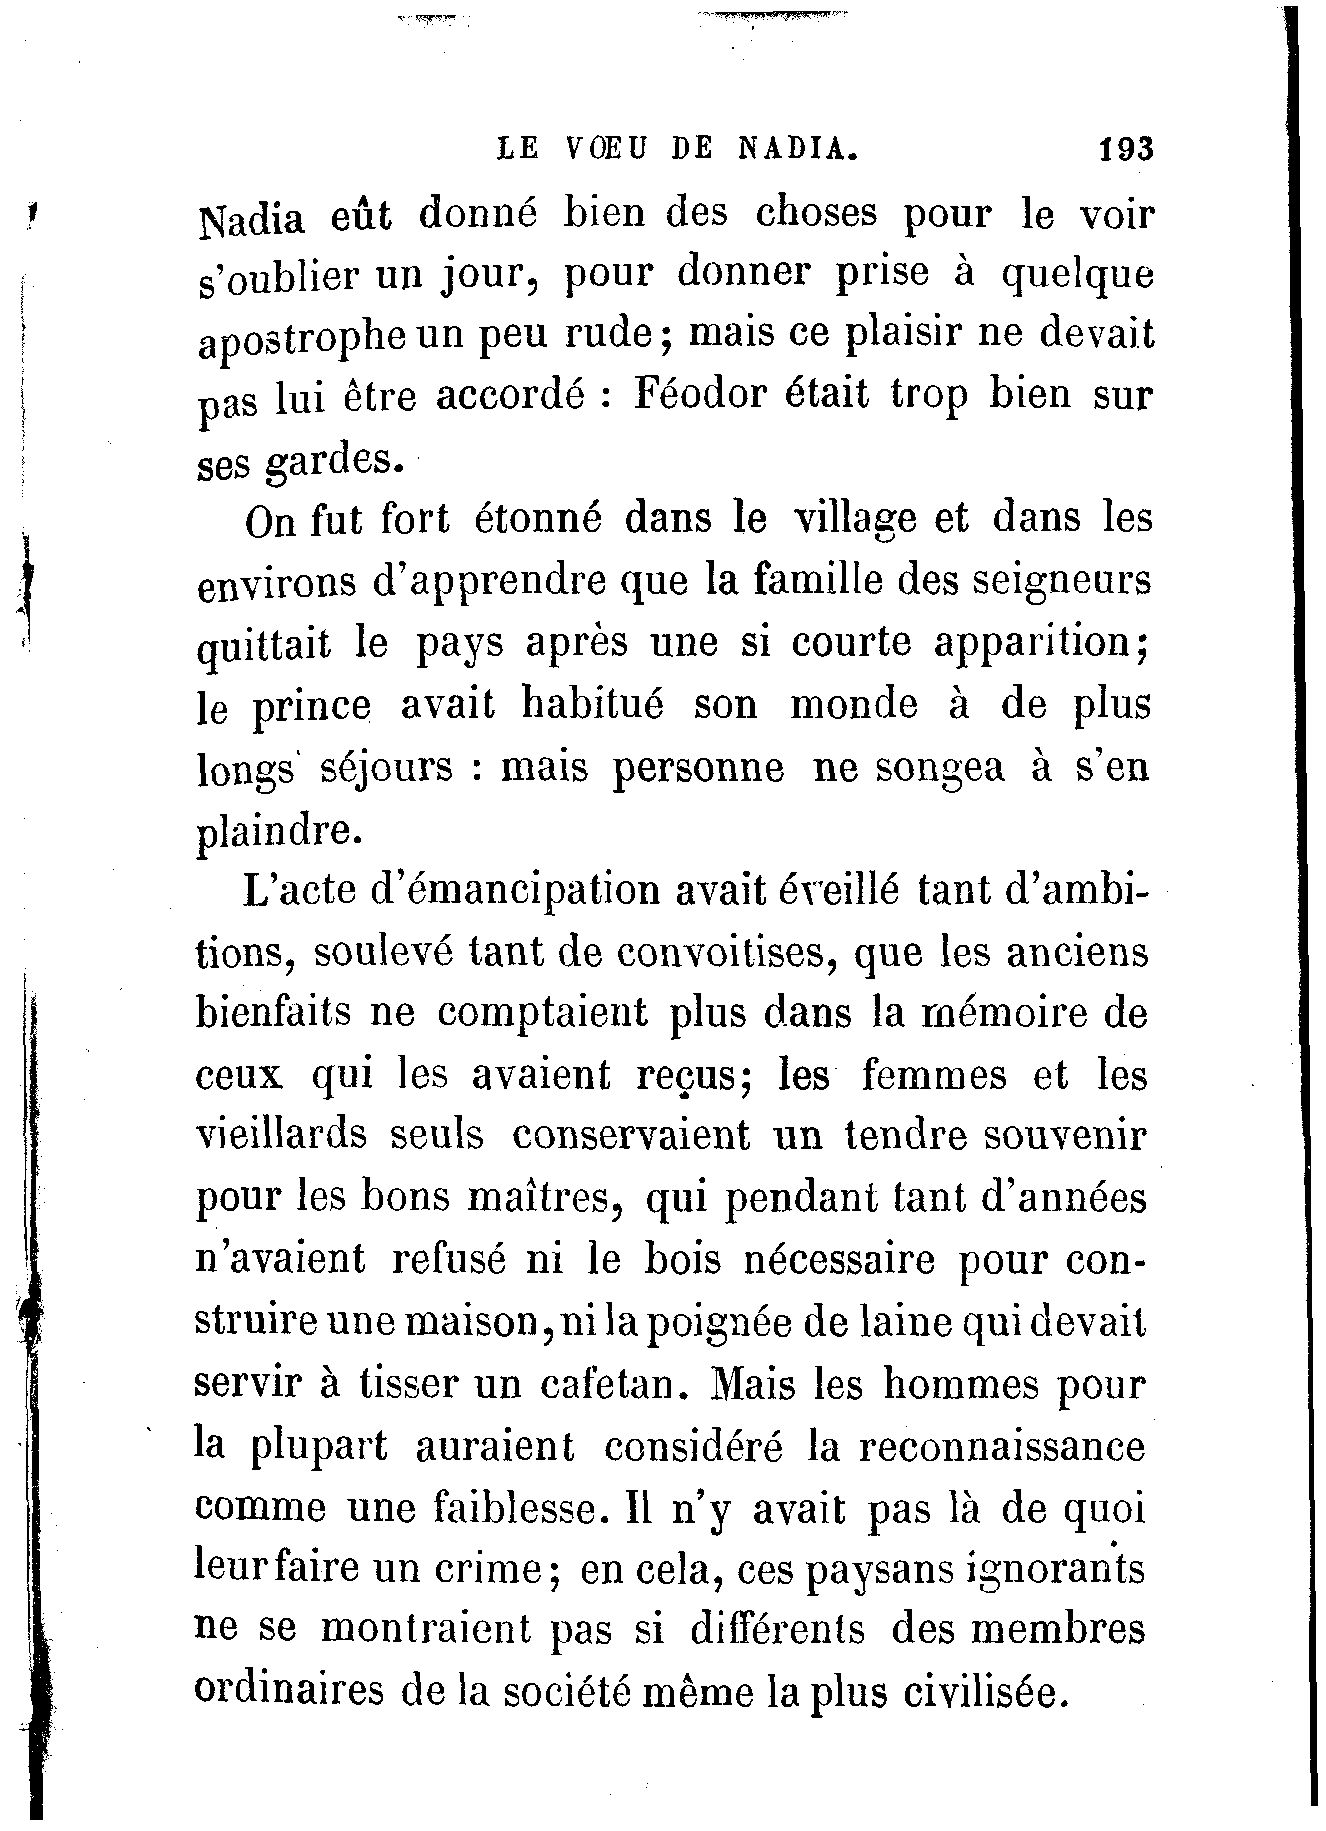 LE VŒU DE NADIA. 193
Nadia eût donné bien des choses pour le voir
s'oublier un jour, pour donner prise à quelque
apostrophe un peu rude; mais ce plaisir ne devait
pas lui être accordé : Féodor était trop bien sur
ses gardes.
On fut fort étonné dans le village et dans les
environs d'apprendre que la famille des seigneurs
quittait le pays après une si courte apparition;
le prince avait habitué son monde à de plus
longs séjours : mais personne ne songea à s'en
plaindre.
L'acte d'émancipation avait éveillé tant d'ambi-
tions, soulevé tant de convoitises, que les anciens
bienfaits ne comptaient plus dans la mémoire de
ceux qui les avaient reçus; les femmes et les
vieillards seuls conservaient un tendre souvenir
pour les bons maîtres, qui pendant tant d'années
n'avaient refusé ni le bois nécessaire pour con-
struire une maison, ni la poignée de laine qui devait
servir à tisser un cafetan. Mais les hommes pour
la plupart auraient considéré la reconnaissance
comme une faiblesse. Il n'y avait pas là de quoi
leur faire un crime; en cela, ces paysans ignorants
ne se montraient pas si différents des membres
ordinaires de la société même la plus civilisée.